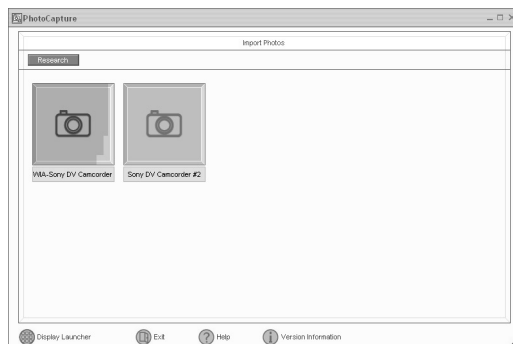 PhotoCapture
Import Photos
Research
WIA-Sony DV Camcorder
Sony DV Camcorder #2
Display Launcher
Exit
Help
Version Information